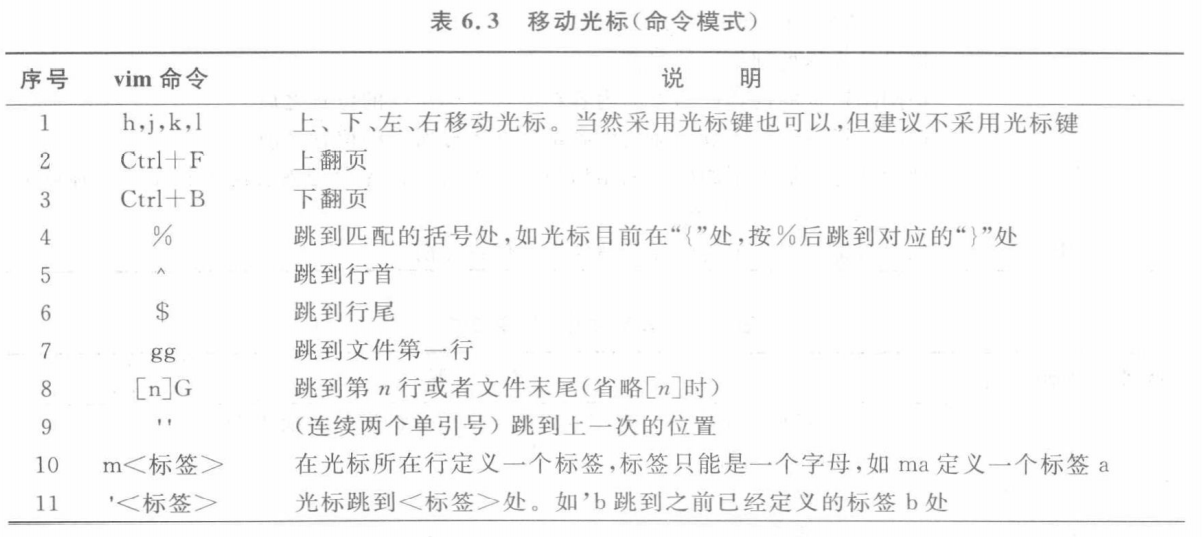 表 6.3 移动光标(命令模式)
序号 vim 命令 说 明
1 h,j,k,l 上、下、左、右移动光标。当然采用光标键也可以,但建议不采用光标键
2 Ctrl+F 上翻页
3 Ctrl+B 下翻页
4 % 跳到匹配的括号处,如光标目前在“{”处,按%后跳到对应的“}”处
5 ^ 跳到行首
6 $ 跳到行尾
7 gg 跳到文件第一行
8 [n]G 跳到第 n 行或者文件末尾(省略[n]时)
9 '' (连续两个单引号) 跳到上一次的位置
10 m<标签> 在光标所在行定义一个标签,标签只能是一个字母,如 ma 定义一个标签 a
11 '<标签> 光标跳到<标签>处。如’b 跳到之前已经定义的标签 b 处